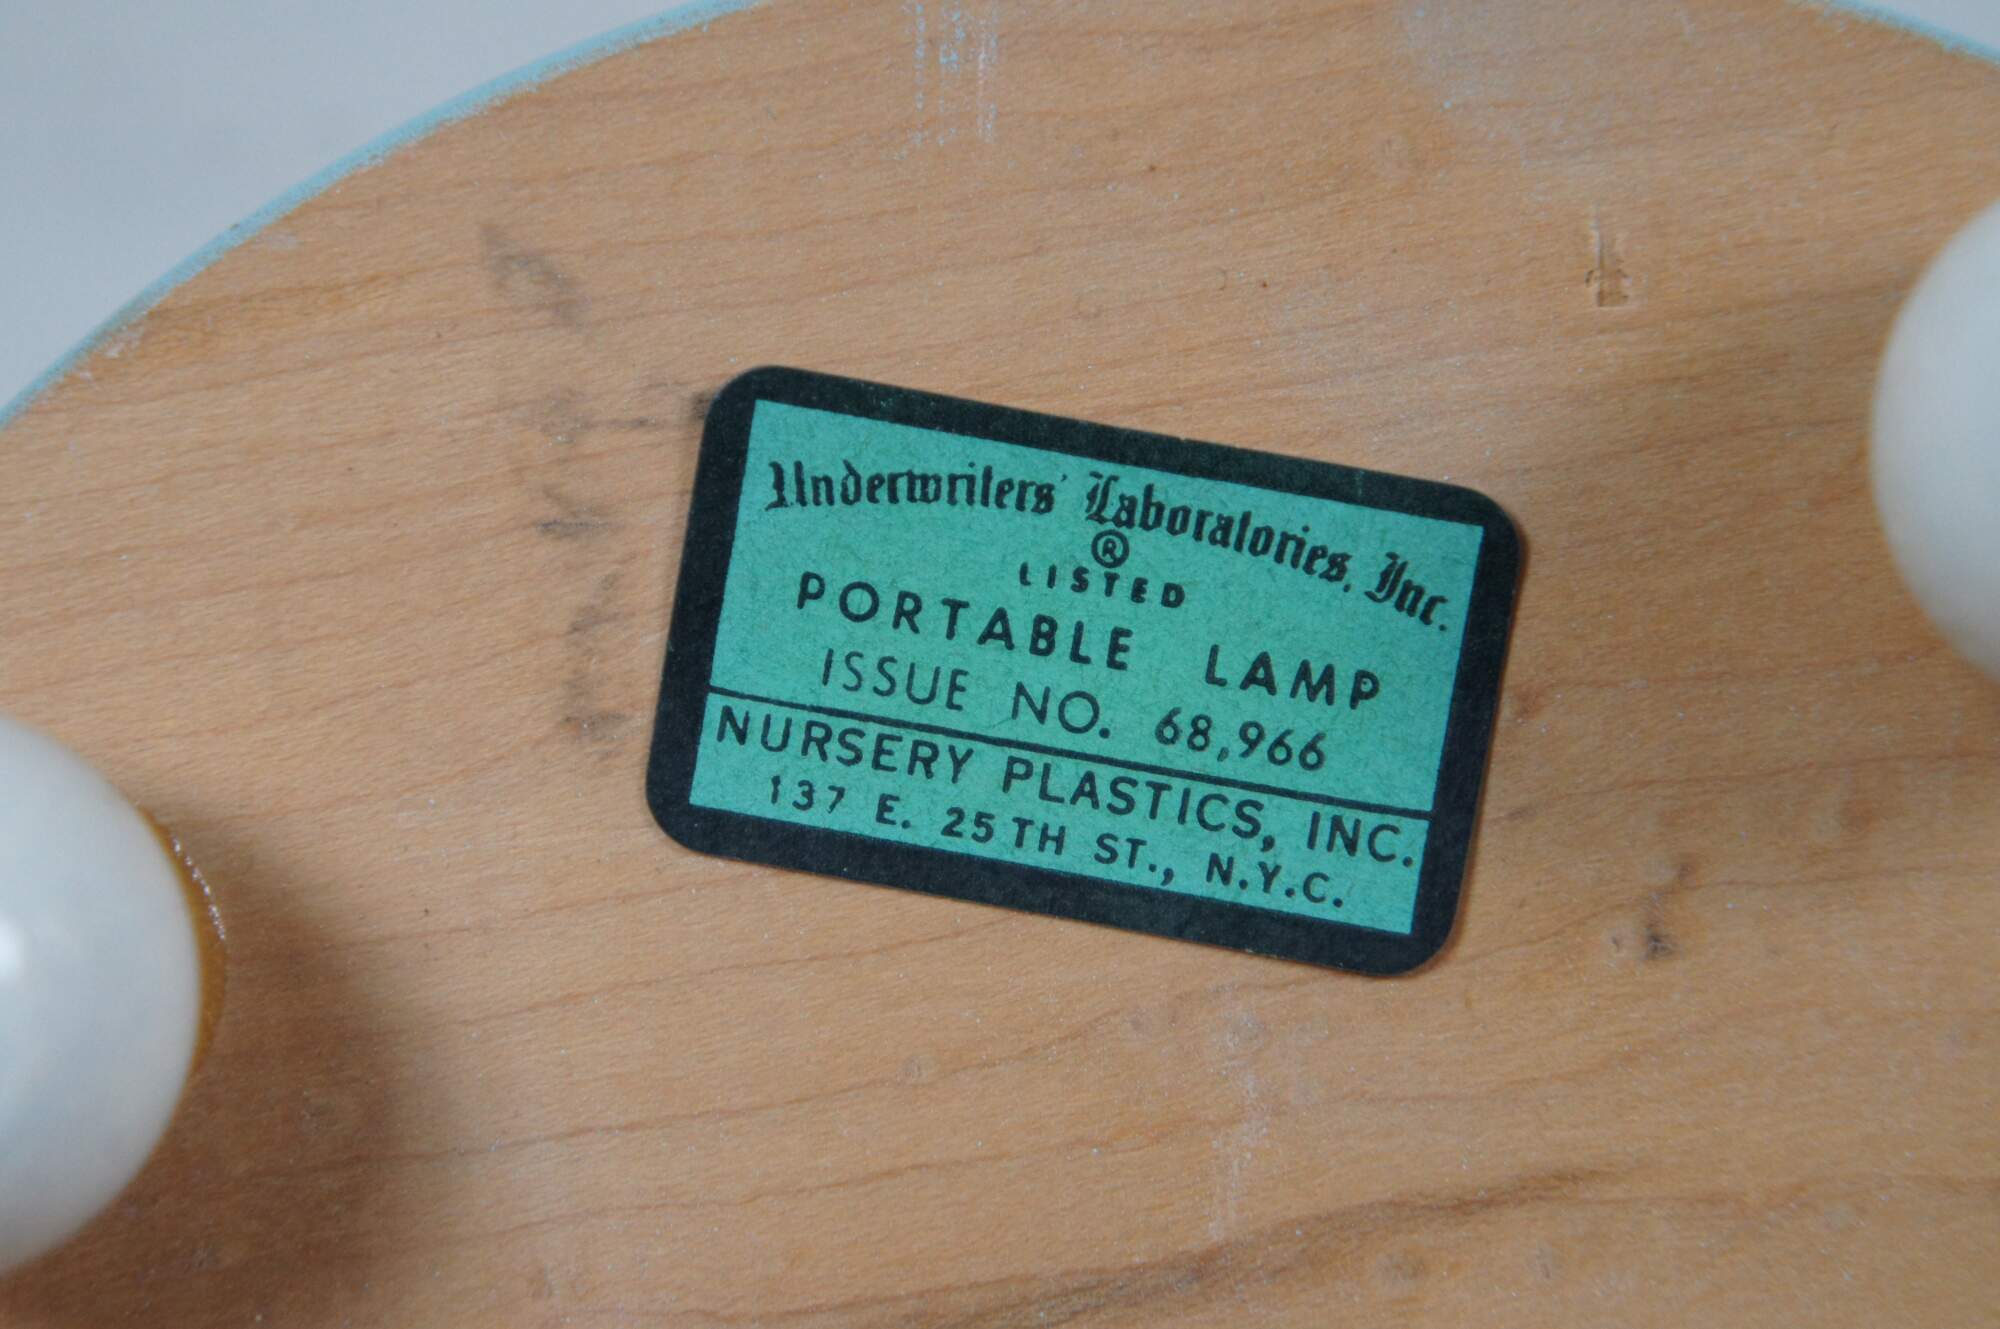 Underwriters' Laboratories, Inc.
®
LISTED
PORTABLE LAMP
ISSUE NO. 68,966
NURSERY PLASTICS, INC.
137 E. 25TH ST., N.Y.C.